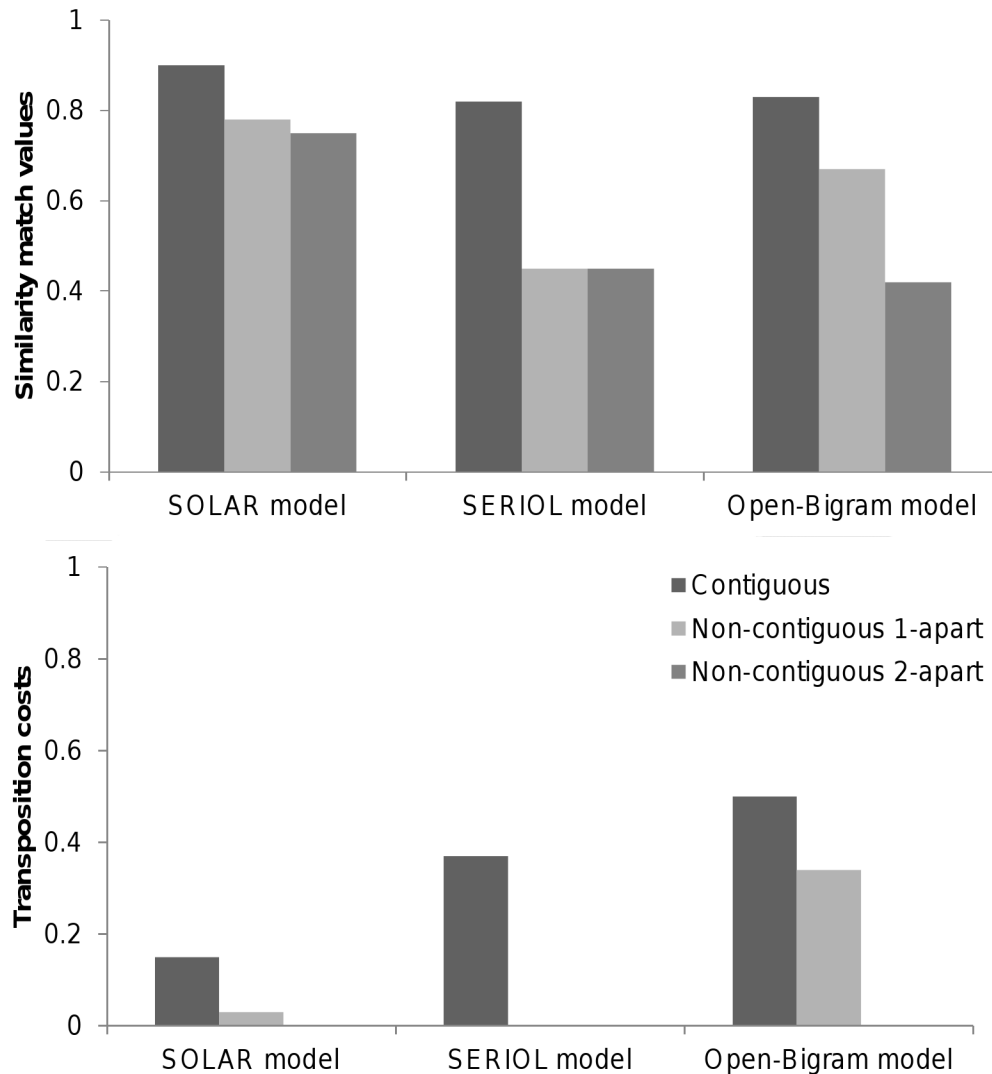 Similarity match values
1
0.8
0.6
0.4
0.2
0
SOLAR model SERIOL model Open-Bigram model
Transposition costs
1
0.8
0.6
0.4
0.2
0
Contiguous
Non-contiguous 1-apart
Non-contiguous 2-apart
SOLAR model SERIOL model Open-Bigram model